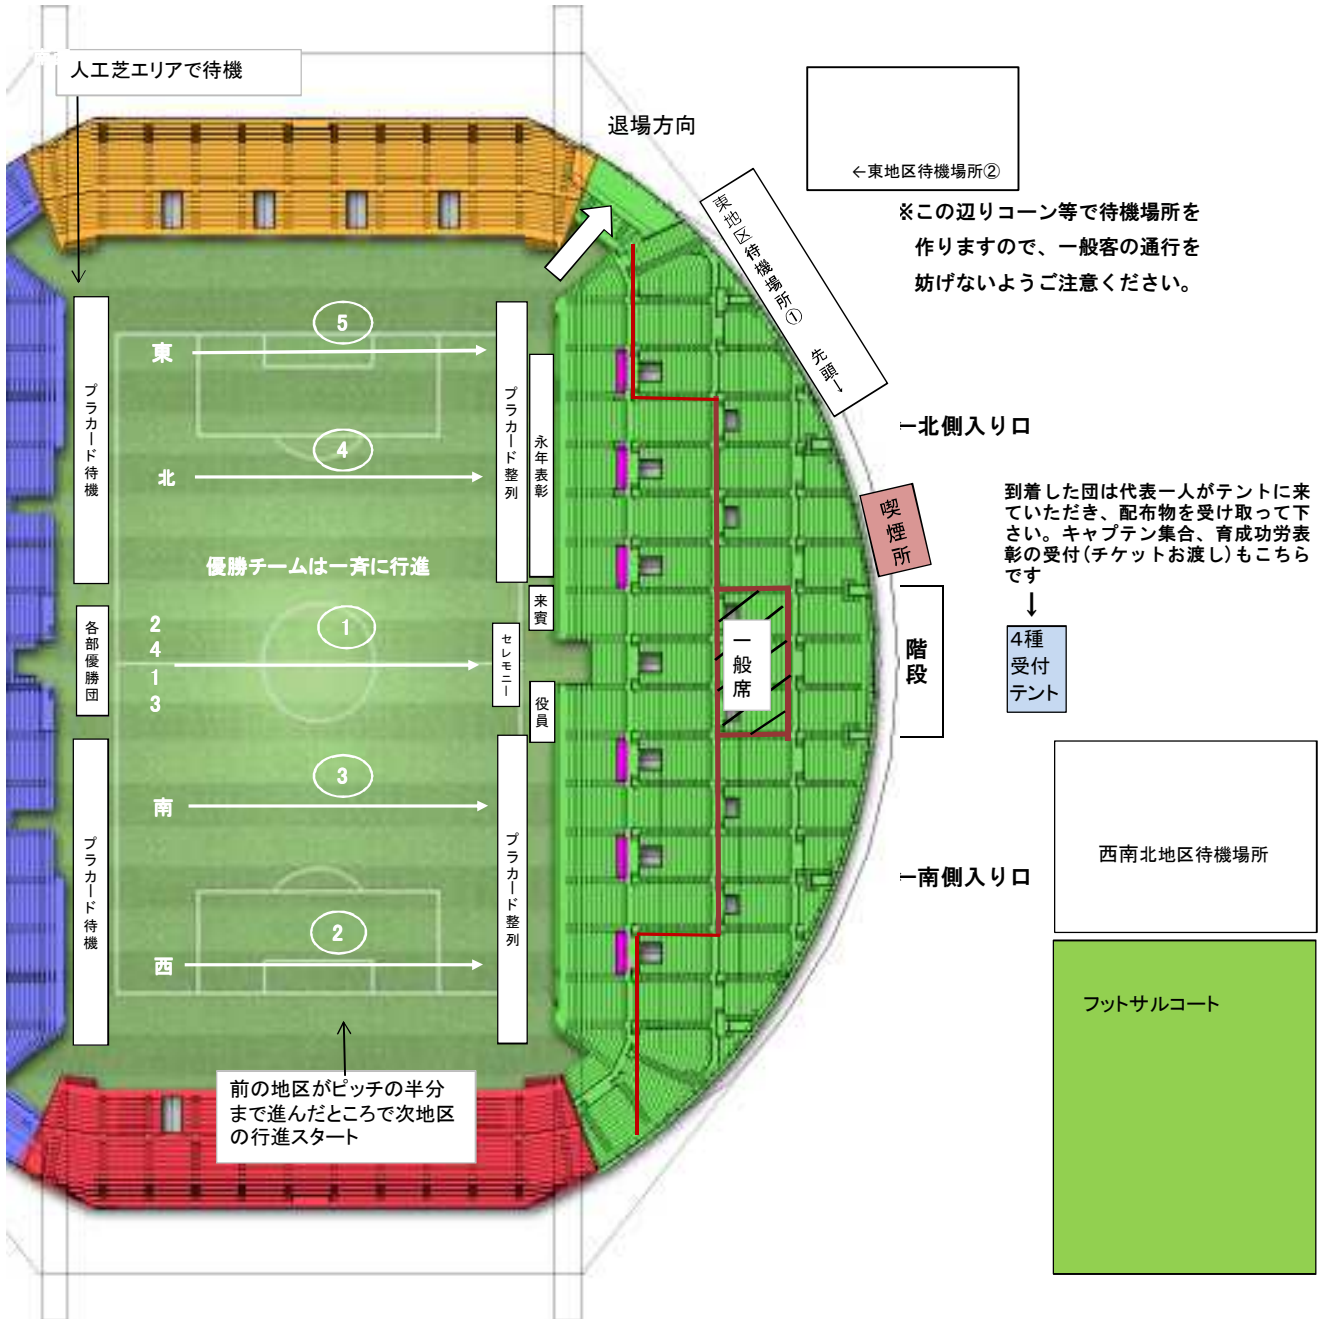 人工芝エリアで待機
退場方向
←東地区待機場所②
※この辺りコーン等で待機場所を
作りますので、一般客の通行を
妨げないようご注意ください。
東地区待機場所① 先頭→
プラカード待機
東
⑤
プラカード整列
永年表彰
北
④
←北側入り口
喫煙所
到着した団は代表一人がテントに来
ていただき、配布物を受け取って下
さい。キャプテン集合、育成功労表
彰の受付(チケットお渡し)もこちら
です
↓
優勝チームは一斉に行進
来賓
各部優勝団
2
4
1
3
①
セレモニー
役員
一般席
階段
4種
受付
テント
プラカード待機
南
③
プラカード整列
←南側入り口
西南北地区待機場所
西
②
フットサルコート
前の地区がピッチの半分
まで進んだところで次地区
の行進スタート